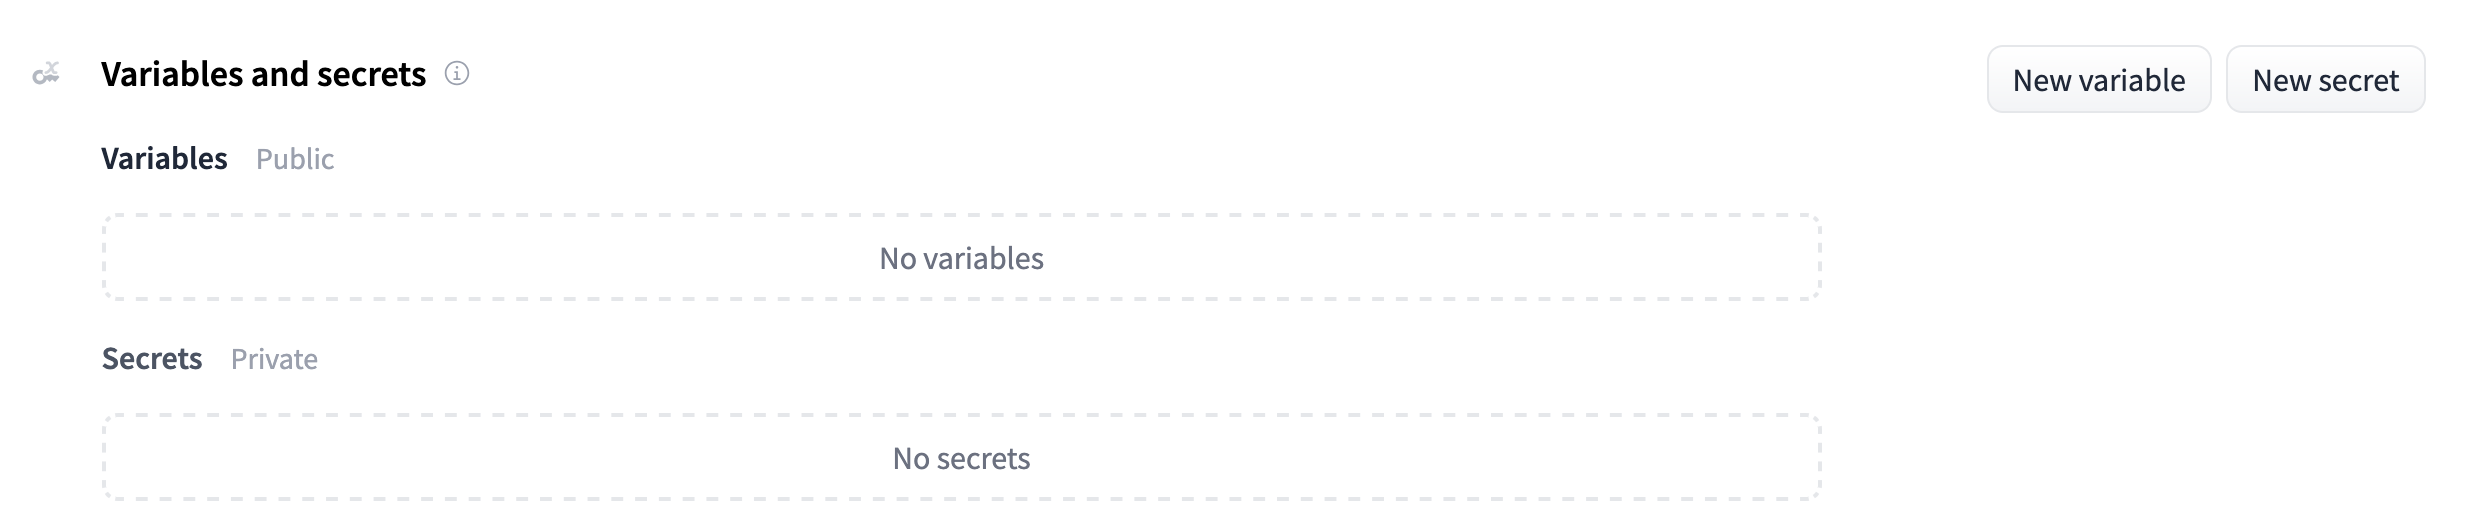 Variables and secrets
New variable
New secret
Variables Public
No variables
Secrets Private
No secrets